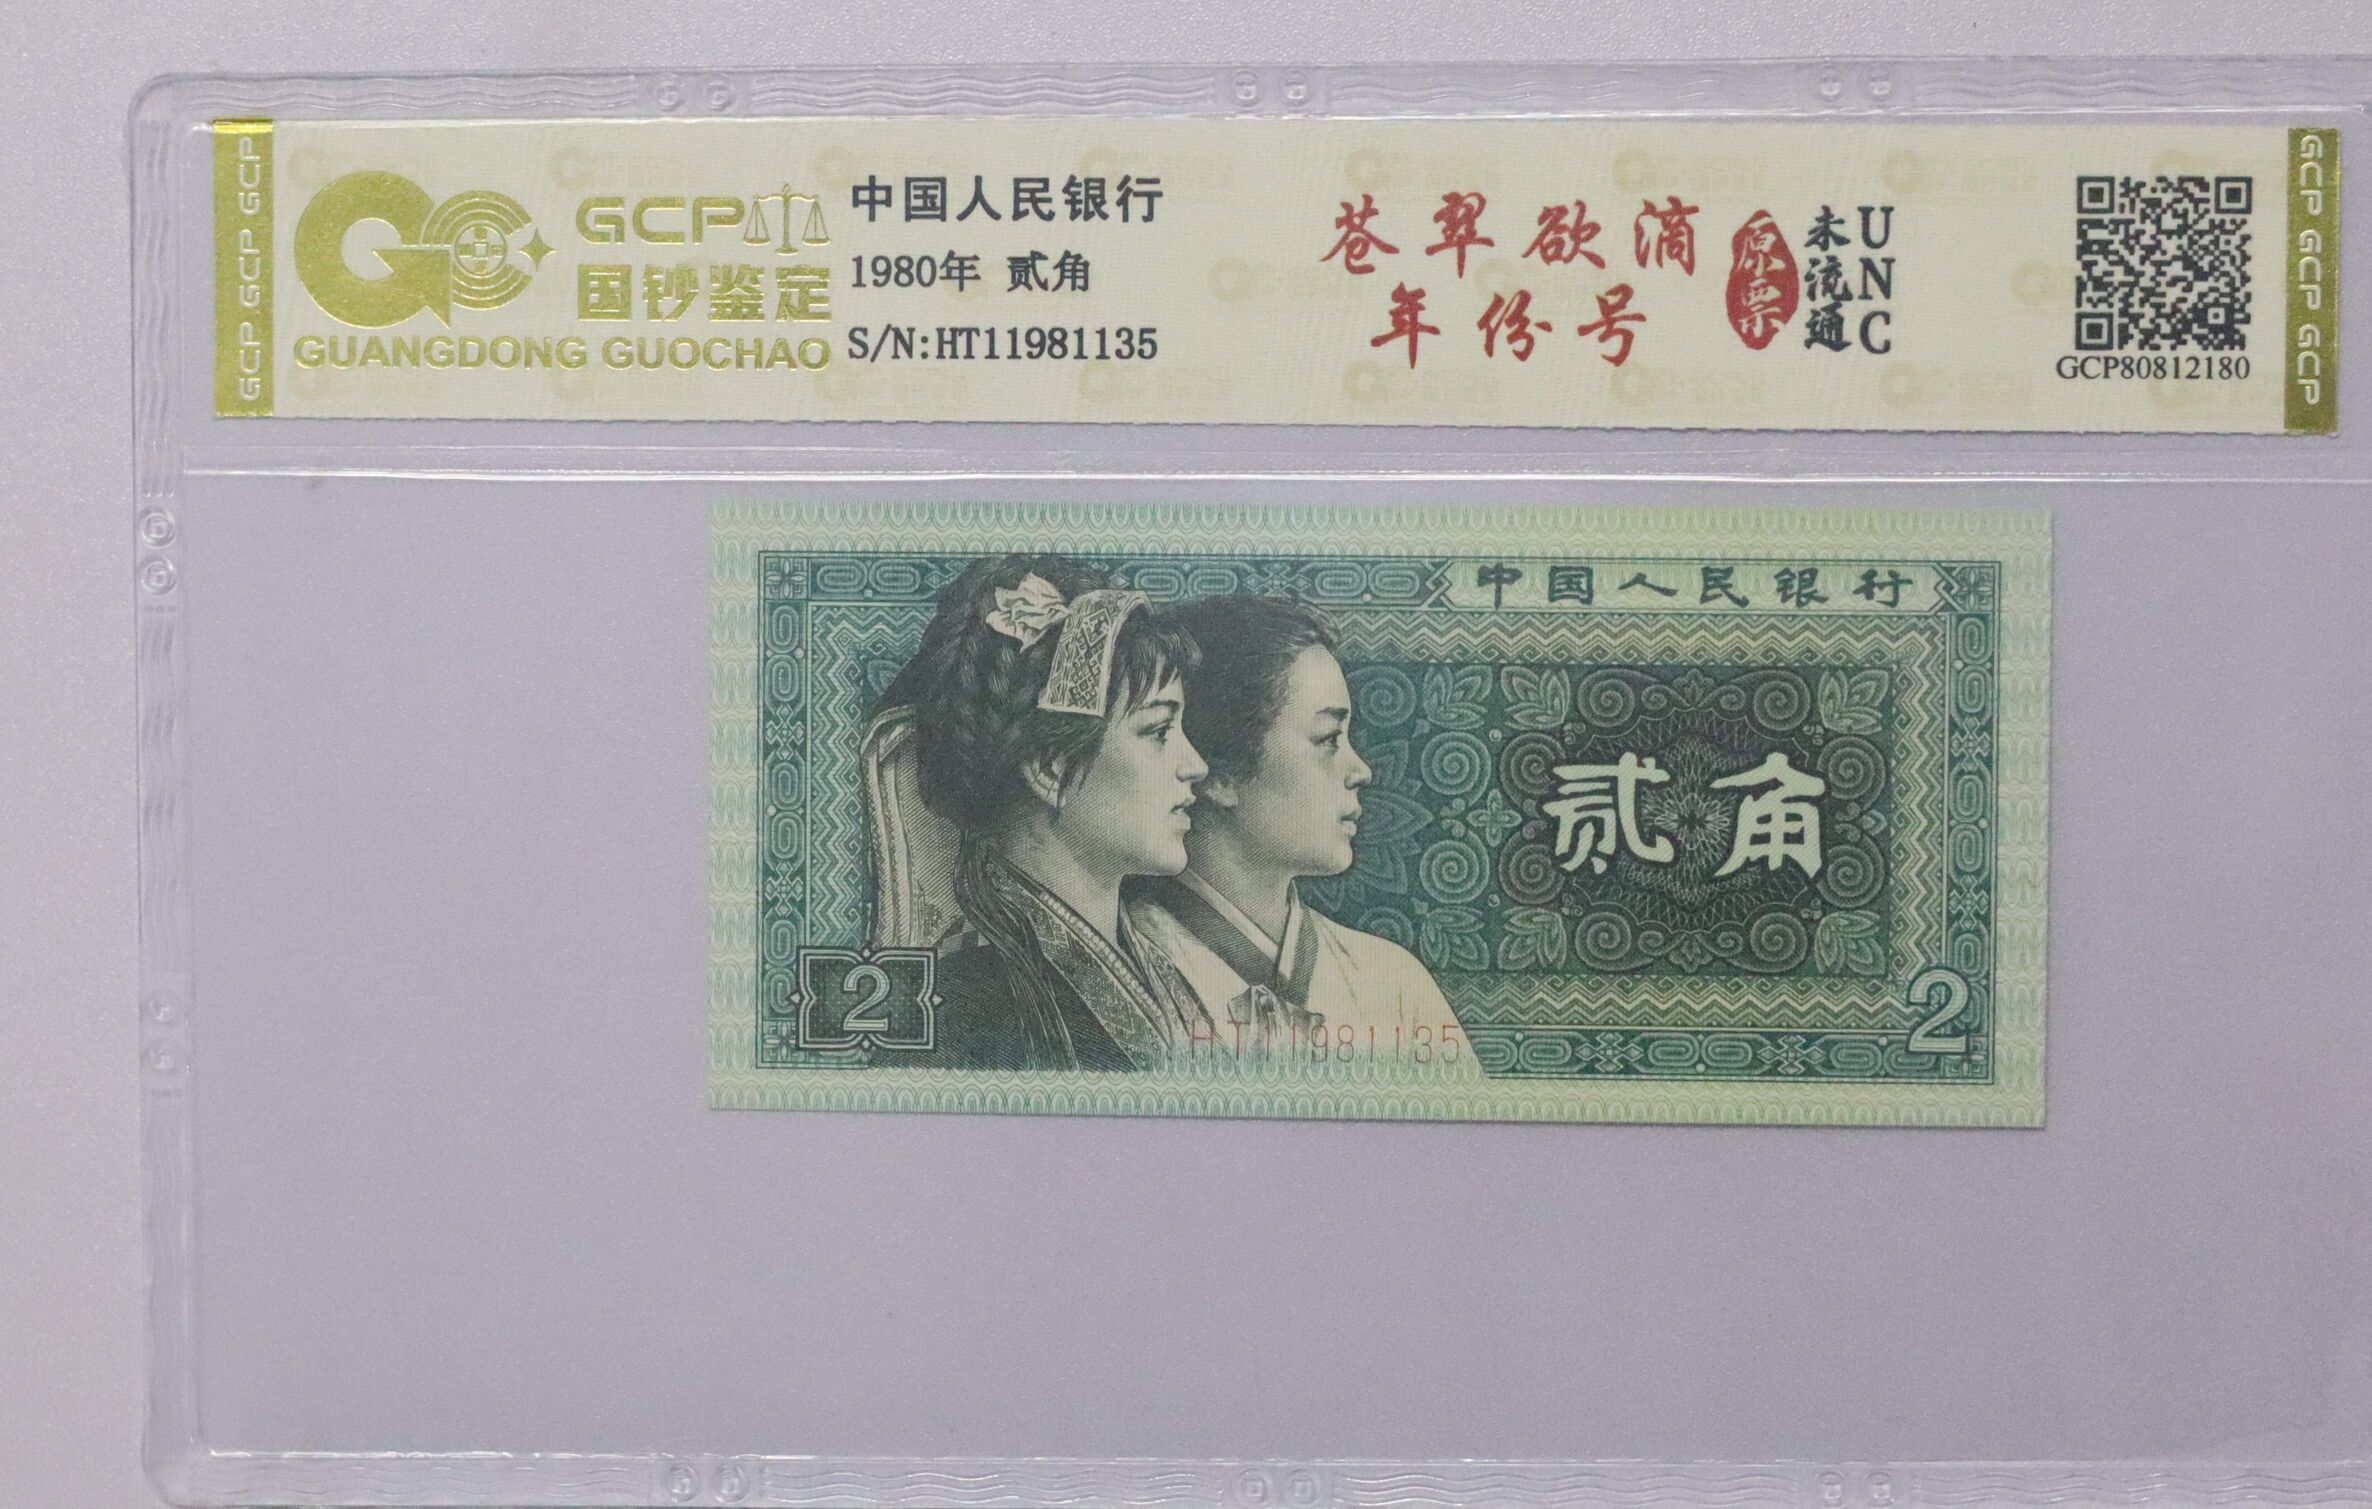 GCP GCP GCP
GCP
国钞鉴定
GUANGDONG GUOCHAO
中国人民银行
1980年 贰角
S/N:HT11981135
苍翠欲滴
年份号
原票
未流通
UNC
GCP80812180
GCP GCP GCP
中国人民银行
贰角
2
HT11981135
2